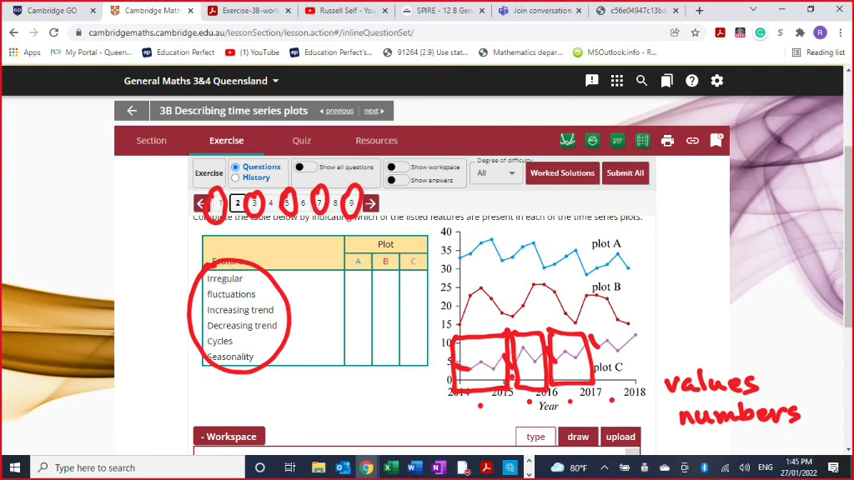 Cambridge GO
Cambridge Math
Exercise-3B-work
Russell Self - You
SPIRE - 12 B Gen
Join conversation
c56e04947c13ba
cambridgemaths.cambridge.edu.au/lessonSection/lesson.action#/inlineQuestionSet/
Apps
My Portal - Queen...
Education Perfect
(1) YouTube
Education Perfect's...
91264 (2.9) Use stat...
Mathematics depar...
MSOutlook.info - R...
Reading list
General Maths 3&4 Queensland
3B Describing time series plots
previous
next
Section
Exercise
Quiz
Resources
Exercise
Questions
History
Show all questions
Show workspace
Show answers
Degree of difficulty
All
Worked Solutions
Submit All
1 2 3 4 5 6 7 8 9
Complete the table below by indicating which of the listed features are present in each of the time series plots.
Plot
A B C
Irregular
fluctuations
Increasing trend
Decreasing trend
Cycles
Seasonality
40
35
30
25
20
15
10
5
0
plot A
plot B
plot C
2014 2015 2016 2017 2018
Year
values
numbers
- Workspace
type
draw
upload
Type here to search
80°F
ENG
1:45 PM
27/01/2022